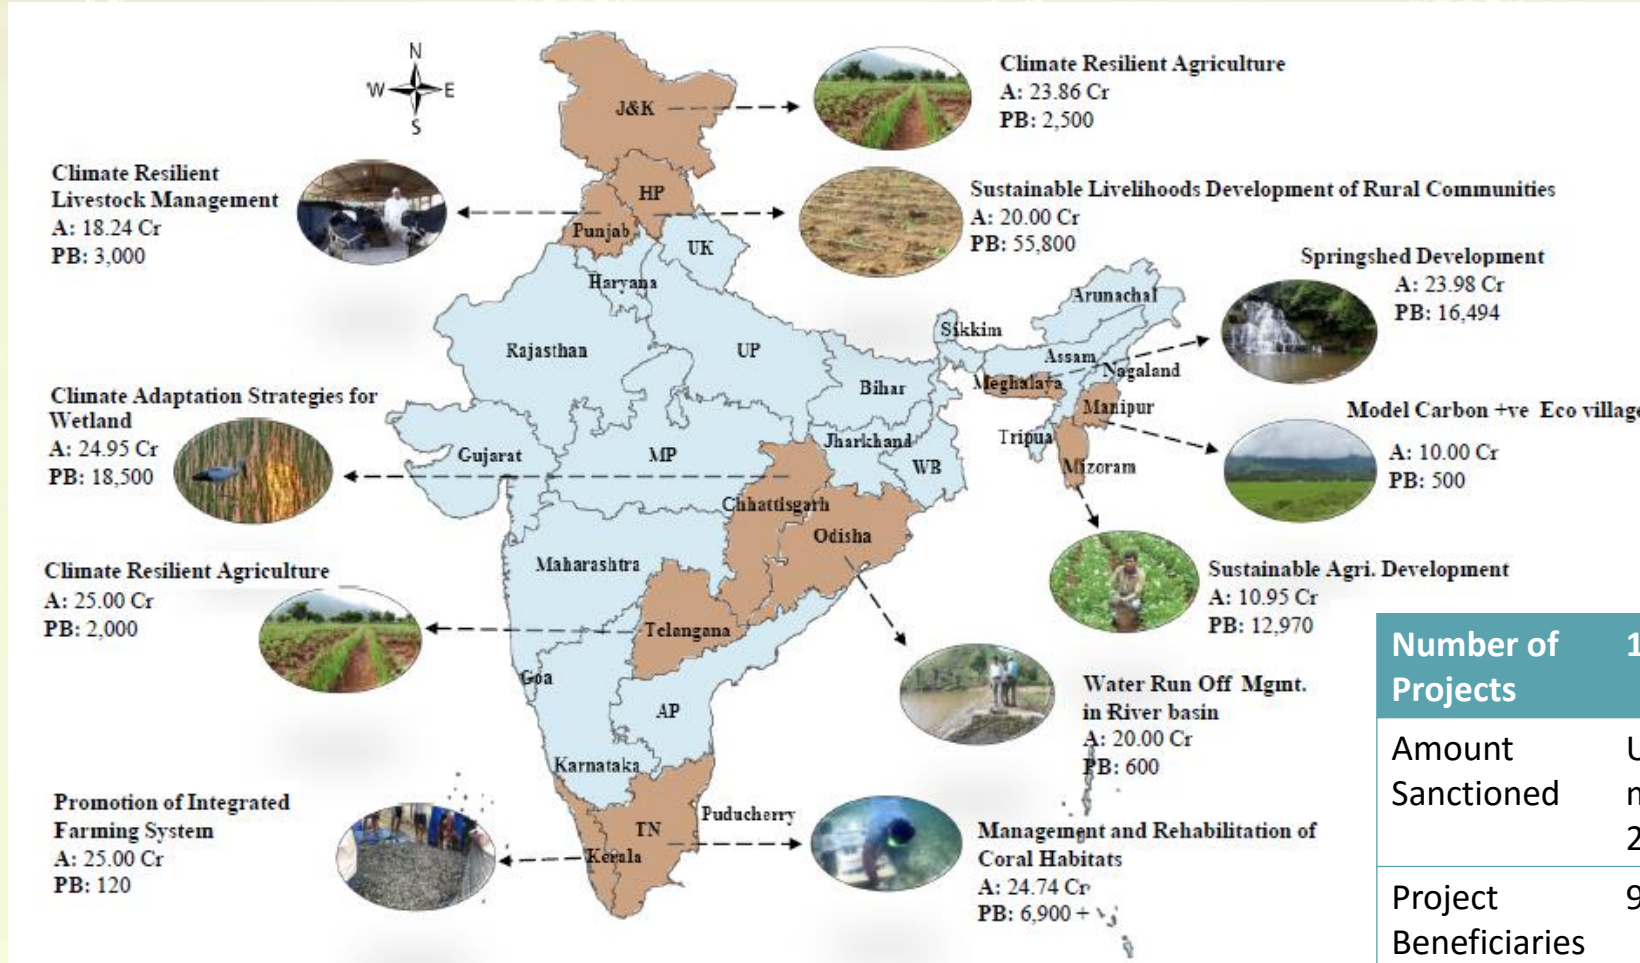 N
W
E
S
J&K
Climate Resilient Agriculture
A: 23.86 Cr
PB: 2,500
Climate Resilient
Livestock Management
A: 18.24 Cr
PB: 3,000
HP
Punjab
Sustainable Livelihoods Development of Rural Communities
A: 20.00 Cr
PB: 55,800
UK
Haryana
Springshed Development
A: 23.98 Cr
PB: 16,494
Arunachal
Sikkim
Rajasthan
UP
Assam
Nagaland
Bihar
Meghalaya
Manipur
Climate Adaptation Strategies for
Wetland
A: 24.95 Cr
PB: 18,500
Model Carbon +ve Eco village
A: 10.00 Cr
PB: 500
Gujarat
MP
Jharkhand
WB
Tripua
Mizoram
Chhattisgarh
Odisha
Maharashtra
Climate Resilient Agriculture
A: 25.00 Cr
PB: 2,000
Sustainable Agri. Development
A: 10.95 Cr
PB: 12,970
Telangana
Goa
AP
Water Run Off Mgmt.
in River basin
A: 20.00 Cr
PB: 600
Karnataka
Promotion of Integrated
Farming System
A: 25.00 Cr
PB: 120
Puducherry
TN
Kerala
Management and Rehabilitation of
Coral Habitats
A: 24.74 Cr
PB: 6,900 +
Number of
Projects
1
Amount
Sanctioned
U
2
Project
Beneficiaries
9